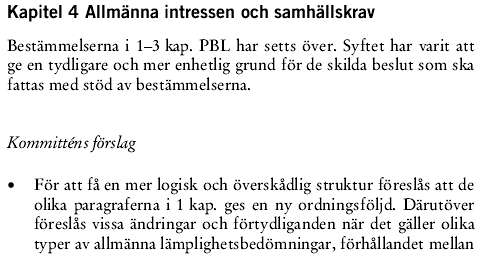 Kapitel 4 Allmänna intressen och samhällskrav
Bestämmelserna i 1–3 kap. PBL har setts över. Syftet har varit att
ge en tydligare och mer enhetlig grund för de skilda beslut som ska
fattas med stöd av bestämmelserna.
Kommitténs förslag
• För att få en mer logisk och överskådlig struktur föreslås att de
olika paragraferna i 1 kap. ges en ny ordningsföljd. Därutöver
föreslås vissa ändringar och förtydliganden när det gäller olika
typer av allmänna lämplighetsbedömningar, förhållandet mellan